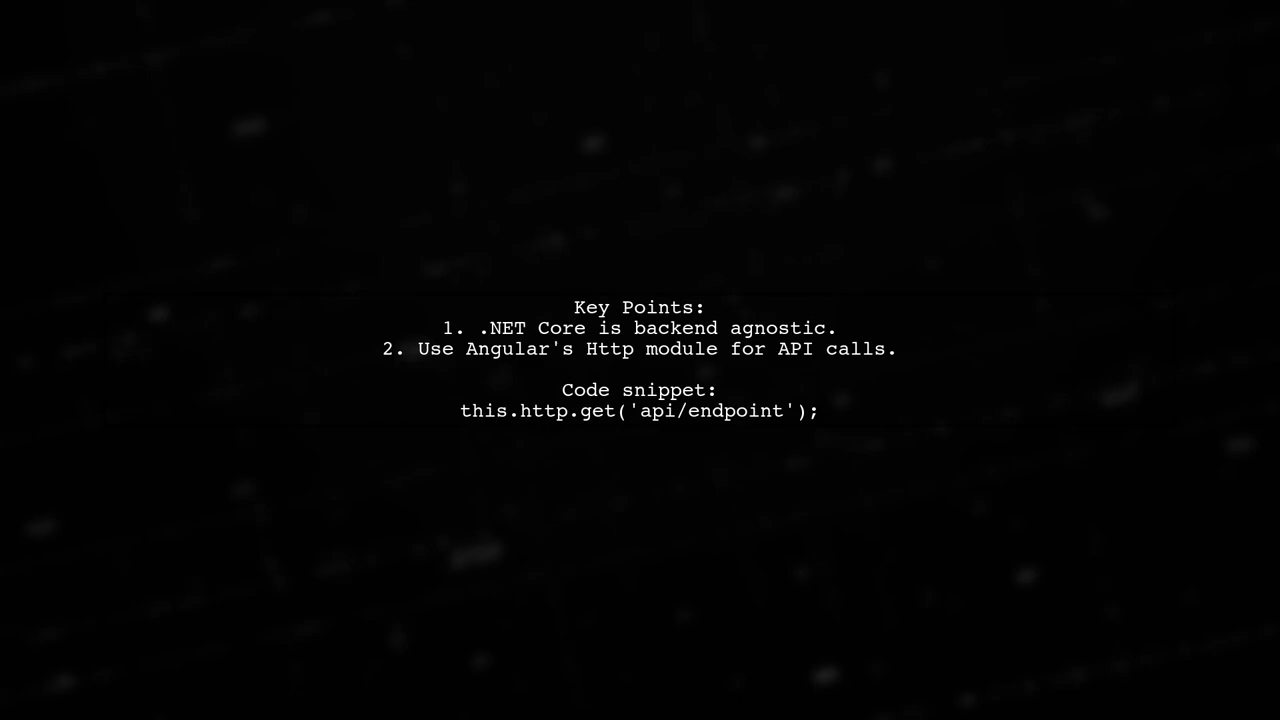 Key Points:
1. .NET Core is backend agnostic.
2. Use Angular's Http module for API calls.
Code snippet:
this.http.get('api/endpoint');